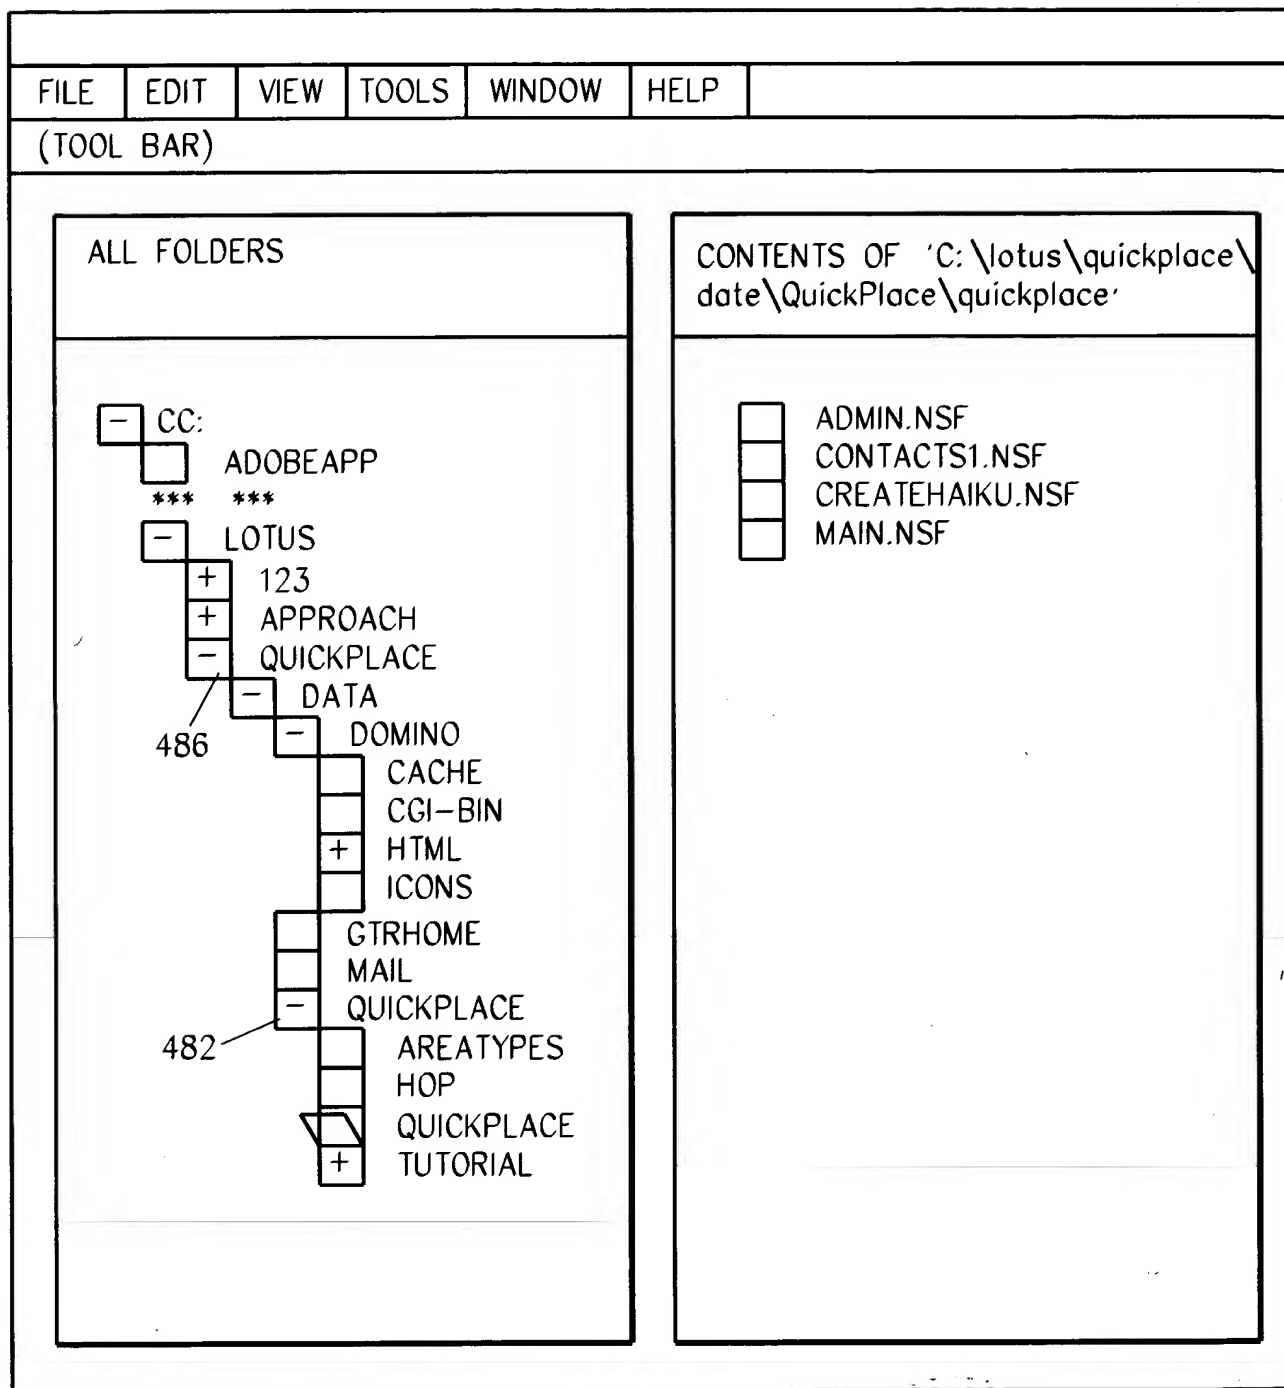 FILE EDIT VIEW TOOLS WINDOW HELP
(TOOL BAR)
ALL FOLDERS
- CC:
ADOBEAPP
*** ***
- LOTUS
+ 123
+ APPROACH
- QUICKPLACE
486
- DATA
- DOMINO
CACHE
CGI-BIN
+ HTML
ICONS
GTRHOME
MAIL
- QUICKPLACE
482
AREATYPES
HOP
QUICKPLACE
+ TUTORIAL
CONTENTS OF 'C:\lotus\quickplace\
date\QuickPlace\quickplace'
ADMIN.NSF
CONTACTS1.NSF
CREATEHAIKU.NSF
MAIN.NSF